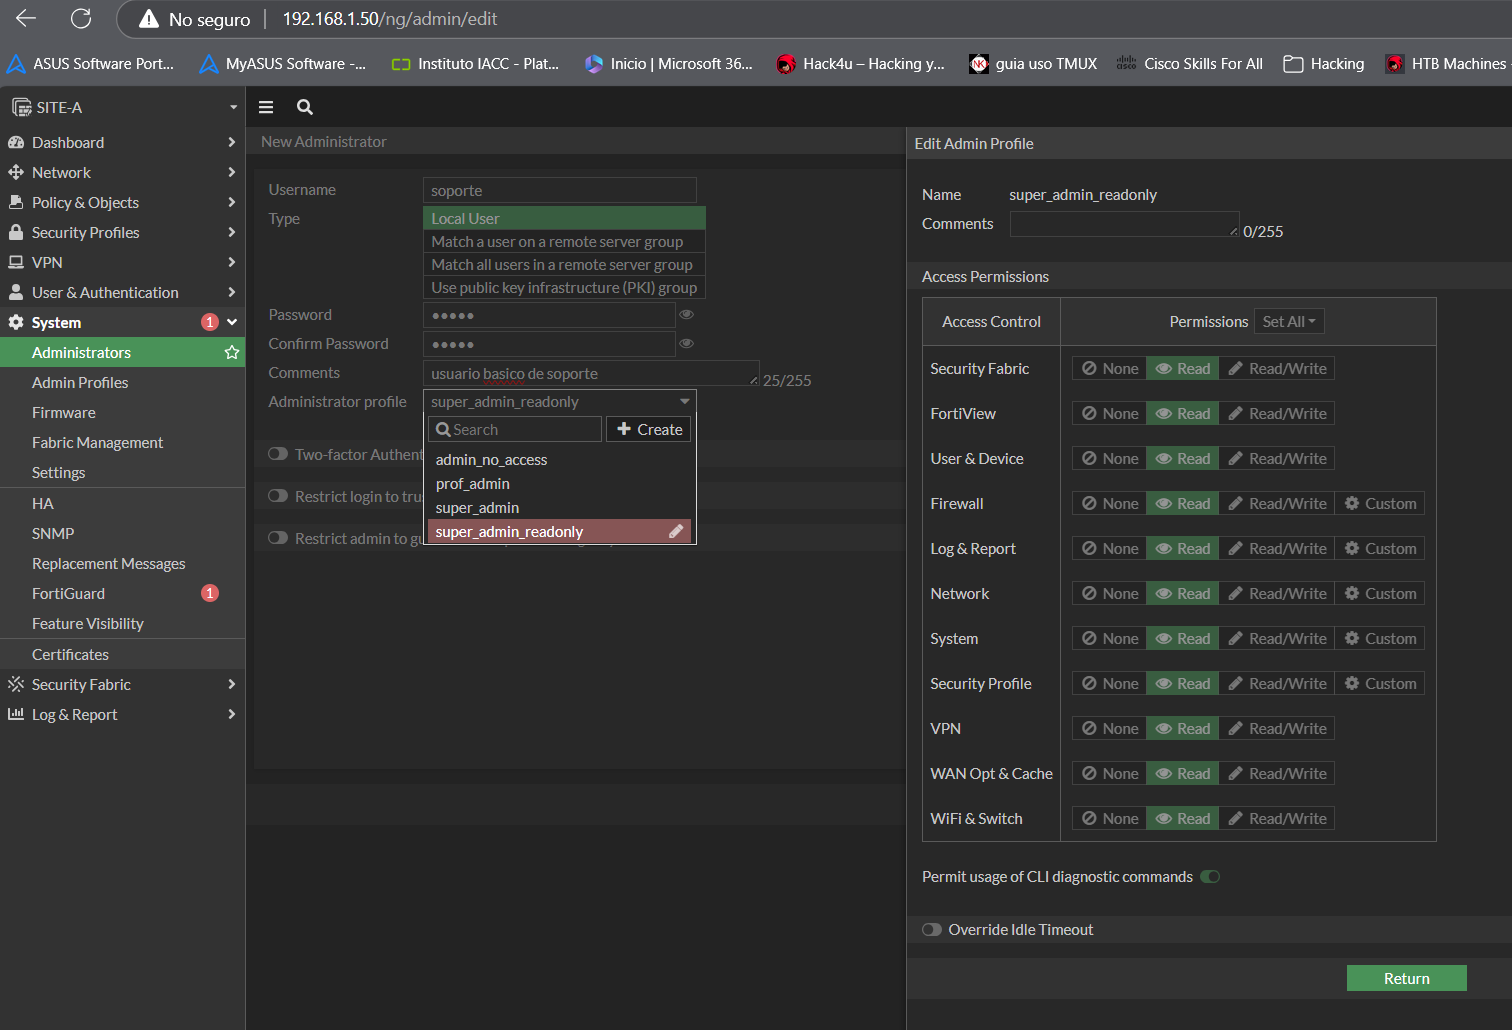 No seguro | 192.168.1.50/ng/admin/edit
ASUS Software Port...
MyASUS Software -...
Instituto IACC - Plat...
Inicio | Microsoft 36...
Hack4u – Hacking y...
guia uso TMUX
Cisco Skills For All
Hacking
HTB Machines
SITE-A
Dashboard
Network
Policy & Objects
Security Profiles
VPN
User & Authentication
System 1
Administrators
Admin Profiles
Firmware
Fabric Management
Settings
HA
SNMP
Replacement Messages
FortiGuard 1
Feature Visibility
Certificates
Security Fabric
Log & Report
New Administrator
Username soporte
Type Local User
Match a user on a remote server group
Match all users in a remote server group
Use public key infrastructure (PKI) group
Password •••••
Confirm Password •••••
Comments usuario basico de soporte 25/255
Administrator profile super_admin_readonly
Search Create
admin_no_access
prof_admin
super_admin
super_admin_readonly
Two-factor Authent
Restrict login to tru
Restrict admin to g
Edit Admin Profile
Name super_admin_readonly
Comments 0/255
Access Permissions
Access Control Permissions Set All
Security Fabric None Read Read/Write
FortiView None Read Read/Write
User & Device None Read Read/Write
Firewall None Read Read/Write Custom
Log & Report None Read Read/Write Custom
Network None Read Read/Write Custom
System None Read Read/Write Custom
Security Profile None Read Read/Write Custom
VPN None Read Read/Write
WAN Opt & Cache None Read Read/Write
WiFi & Switch None Read Read/Write
Permit usage of CLI diagnostic commands
Override Idle Timeout
Return